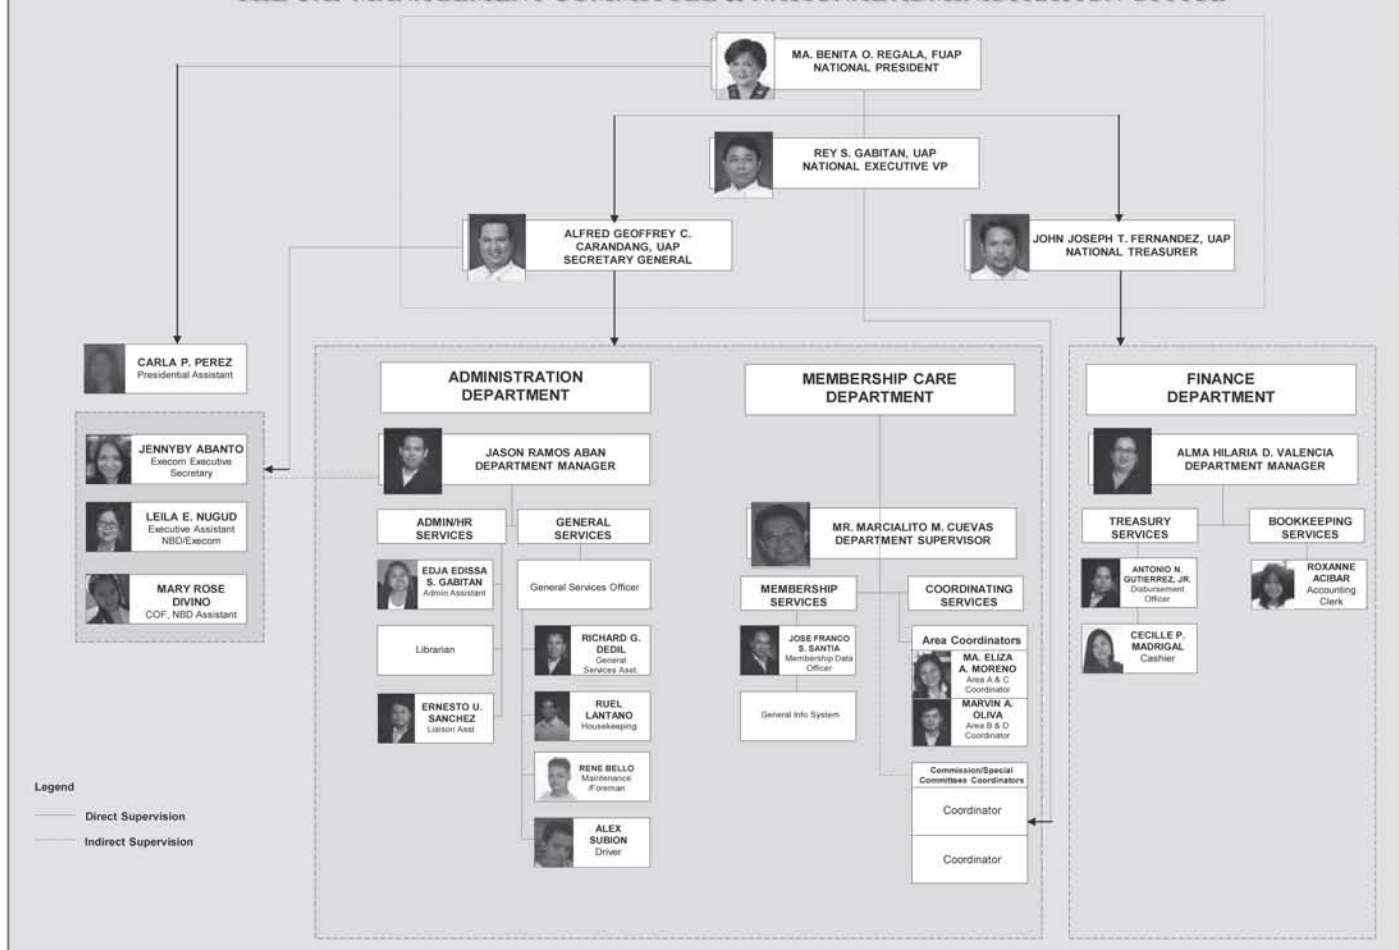 MA. BENITA O. REGALA, FUAP
NATIONAL PRESIDENT
REY S. GABITAN, UAP
NATIONAL EXECUTIVE VP
ALFRED GEOFFREY C.
CARANDANG, UAP
SECRETARY GENERAL
JOHN JOSEPH T. FERNANDEZ, UAP
NATIONAL TREASURER
CARLA P. PEREZ
Presidential Assistant
JENNYBY ABANTO
Execom Executive
Secretary
LEILA E. NUGUD
Executive Assistant
NBD/Execom
MARY ROSE
DIVINO
COF, NBD Assistant
ADMINISTRATION
DEPARTMENT
JASON RAMOS ABAN
DEPARTMENT MANAGER
ADMIN/HR
SERVICES
EDJA EDISSA
S. GABITAN
Admin Assistant
Librarian
ERNESTO U.
SANCHEZ
Liaison Asst.
GENERAL
SERVICES
General Services Officer
RICHARD G.
DEDIL
General
Services Asst.
RUEL
LANTANO
Housekeeping
RENE BELLO
Maintenance
/Foreman
ALEX
SUBION
Driver
MEMBERSHIP CARE
DEPARTMENT
MR. MARCIALITO M. CUEVAS
DEPARTMENT SUPERVISOR
MEMBERSHIP
SERVICES
JOSE FRANCO
S. SANTIA
Membership Data
Officer
General Info System
COORDINATING
SERVICES
Area Coordinators
MA. ELIZA
A. MORENO
Area A & C
Coordinator
MARVIN A.
OLIVA
Area B & D
Coordinator
Commission/Special
Committees Coordinators
Coordinator
Coordinator
FINANCE
DEPARTMENT
ALMA HILARIA D. VALENCIA
DEPARTMENT MANAGER
TREASURY
SERVICES
ANTONIO N.
GUTIERREZ, JR.
Disbursement
Officer
CECILLE P.
MADRIGAL
Cashier
BOOKKEEPING
SERVICES
ROXANNE
ACIBAR
Accounting
Clerk
Legend
Direct Supervision
Indirect Supervision